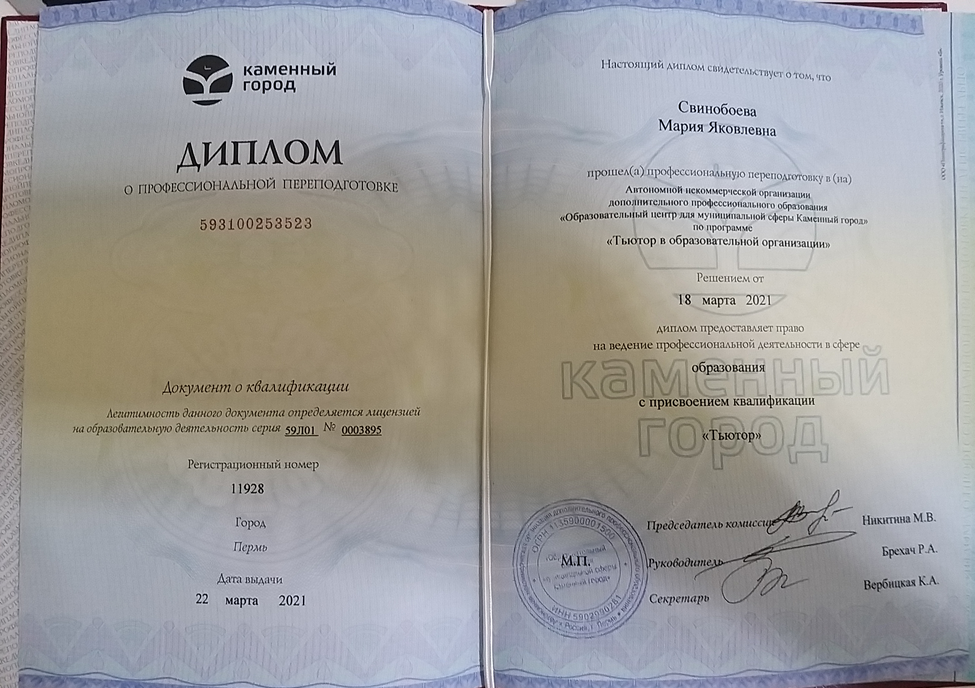 каменный
город
ДИПЛОМ
О ПРОФЕССИОНАЛЬНОЙ ПЕРЕПОДГОТОВКЕ
593100253523
Документ о квалификации
Легитимность данного документа определяется лицензией
на образовательную деятельность серия 59Л01 № 0003895
Регистрационный номер
11928
Город
Пермь
Дата выдачи
22 марта 2021
Настоящий диплом свидетельствует о том, что
Свинобоева
Мария Яковлевна
прошел(а) профессиональную переподготовку в (на)
Автономной некоммерческой организации
дополнительного профессионального образования
«Образовательный центр для муниципальной сферы Каменный город»
по программе
«Тьютор в образовательной организации»
Решением от
18 марта 2021
диплом предоставляет право
на ведение профессиональной деятельности в сфере
образования
каменный
с присвоением квалификации
город
«Тьютор»
Председатель комиссии Никитина М.В.
М.П.
Руководитель Брехач Р.А.
Секретарь Вербицкая К.А.